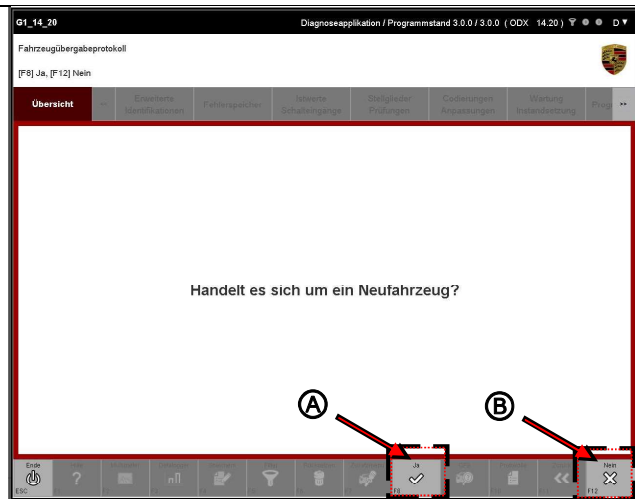 G1_14_20
Diagnoseapplikation / Programmstand 3.0.0 / 3.0.0 ( ODX 14.20 ) D
Fahrzeugübergabeprotokoll
[F8] Ja, [F12] Nein
Übersicht
Erweiterte Identifikationen
Fehlerspeicher
Istwerte Schalteingänge
Stellglieder Prüfungen
Codierungen Anpassungen
Wartung Instandsetzung
Progr
>>
Handelt es sich um ein Neufahrzeug?
A
B
Ende
ESC
Hilfe
Ja
F8
Nein
F12